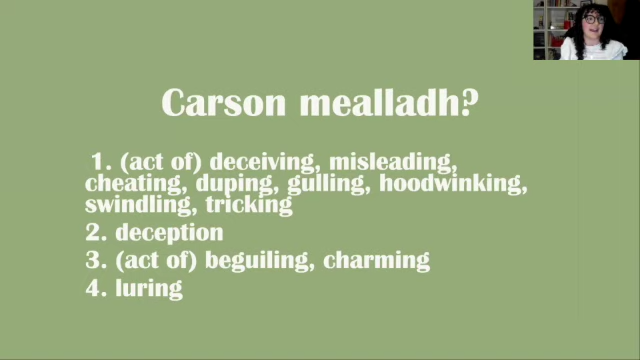 Carson mealladh?
1. (act of) deceiving, misleading,
cheating, duping, gulling, hoodwinking,
swindling, tricking
2. deception
3. (act of) beguiling, charming
4. luring